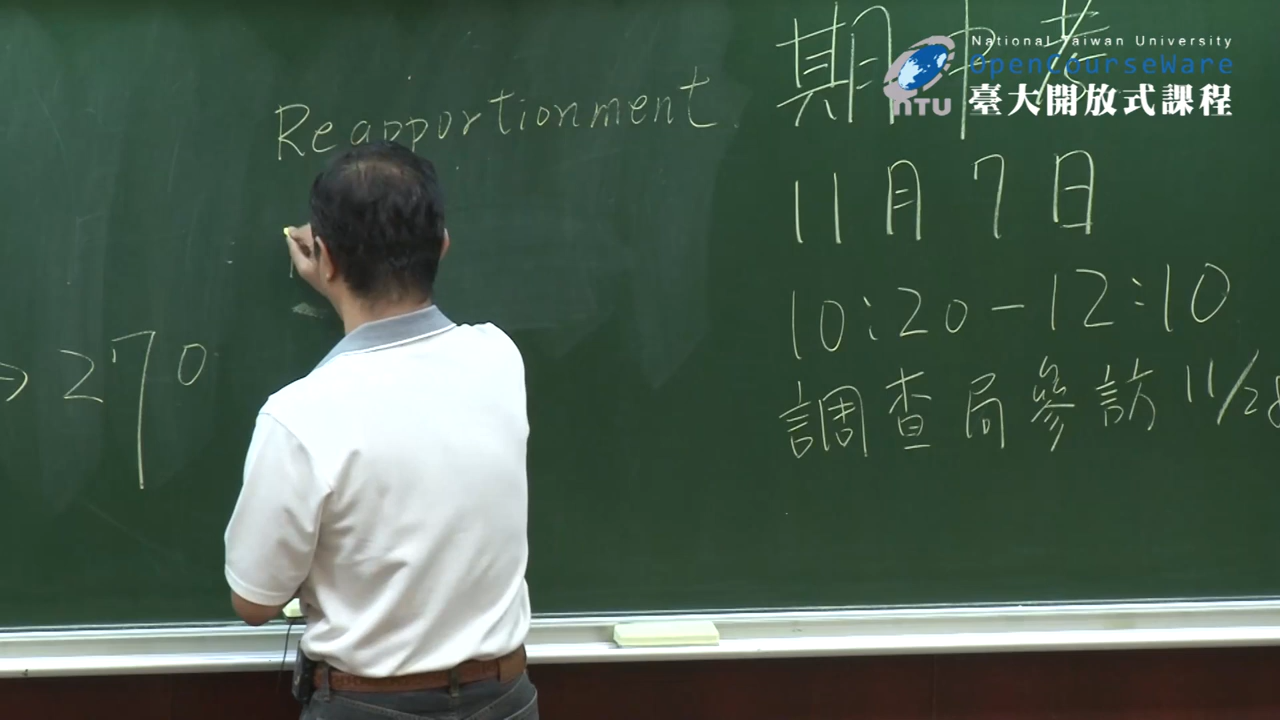 National Taiwan University
OpenCourseWare
臺大開放式課程
NTU
Reapportionment
→ 270
期中考
11月7日
10:20-12:10
調查局參訪 11/28